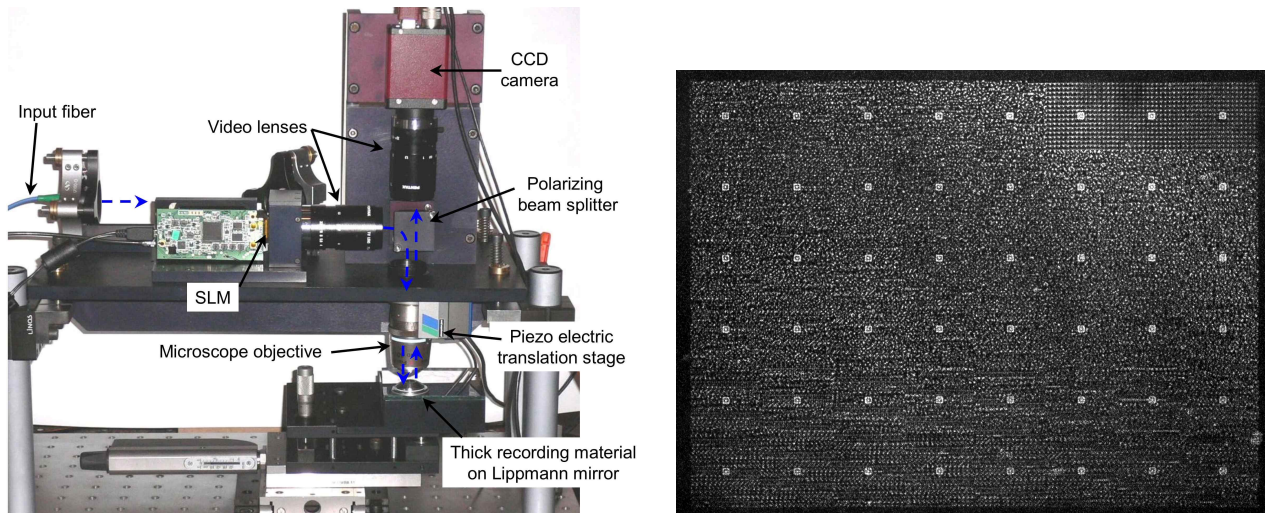 CCD
camera
Input fiber
Video lenses
Polarizing
beam splitter
SLM
Microscope objective
Piezo electric
translation stage
Thick recording material
on Lippmann mirror
LINOS